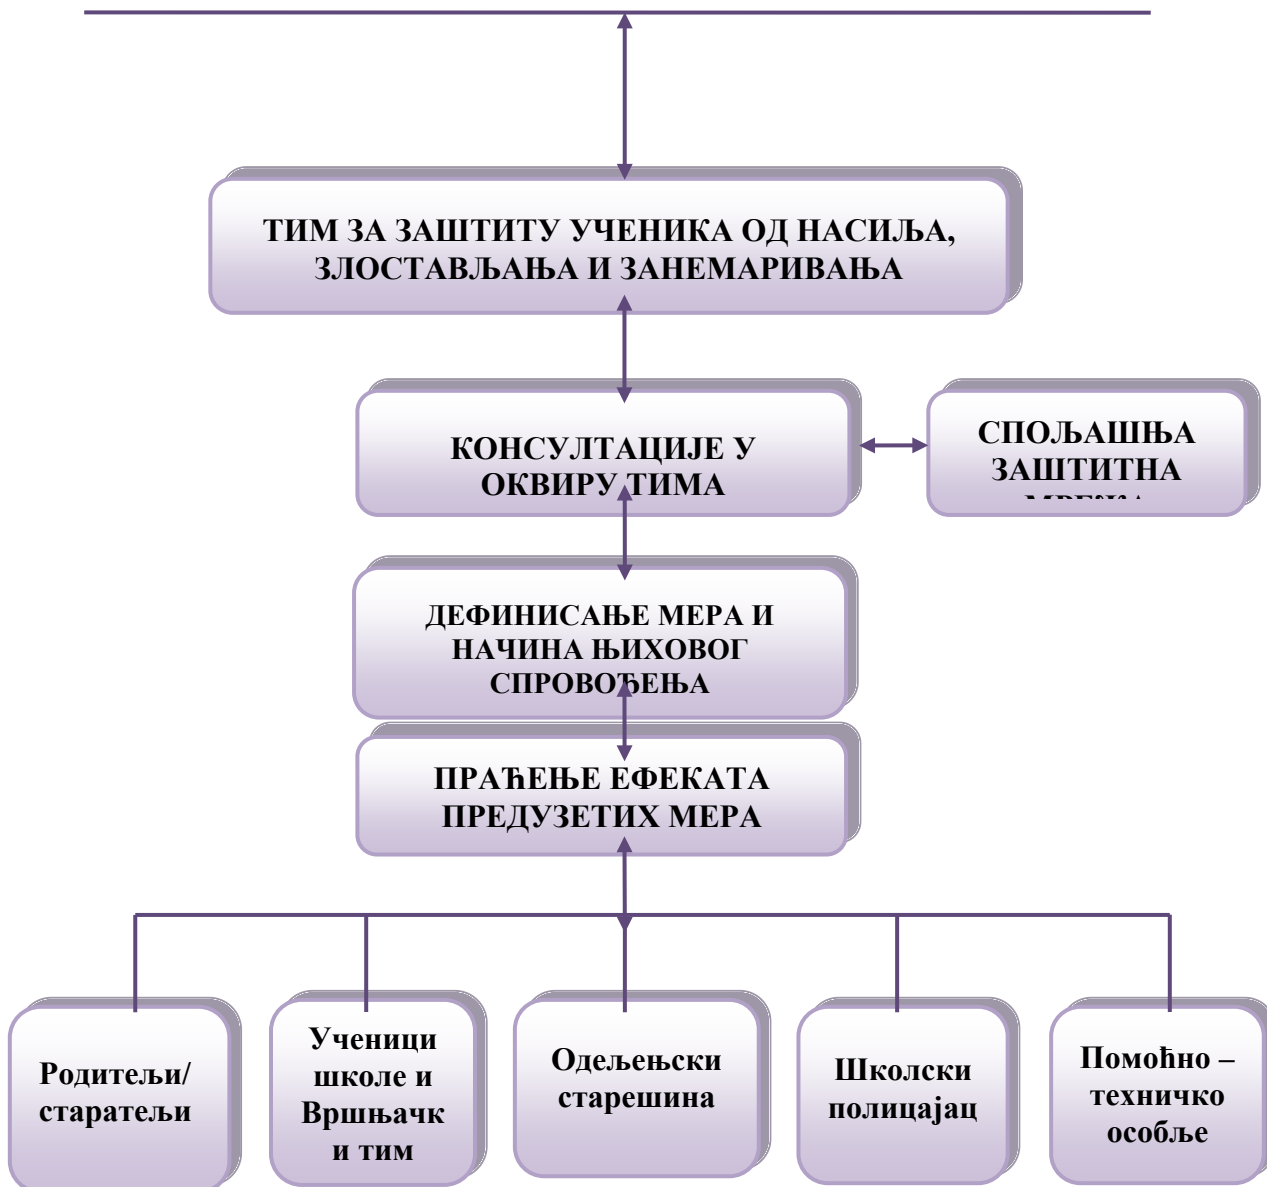 ТИМ ЗА ЗАШТИТУ УЧЕНИКА ОД НАСИЉА,
ЗЛОСТАВЉАЊА И ЗАНЕМАРИВАЊА
КОНСУЛТАЦИЈЕ У
ОКВИРУ ТИМА
СПОЉАШЊА
ЗАШТИТНА
ДЕФИНИСАЊЕ МЕРА И
НАЧИНА ЊИХОВОГ
СПРОВОЂЕЊА
ПРАЋЕЊЕ ЕФЕКАТА
ПРЕДУЗЕТИХ МЕРА
Родитељи/
старатељи
Ученици
школе и
Вршњачк
и тим
Одељењски
старешина
Школски
полицајац
Помоћно –
техничко
особље